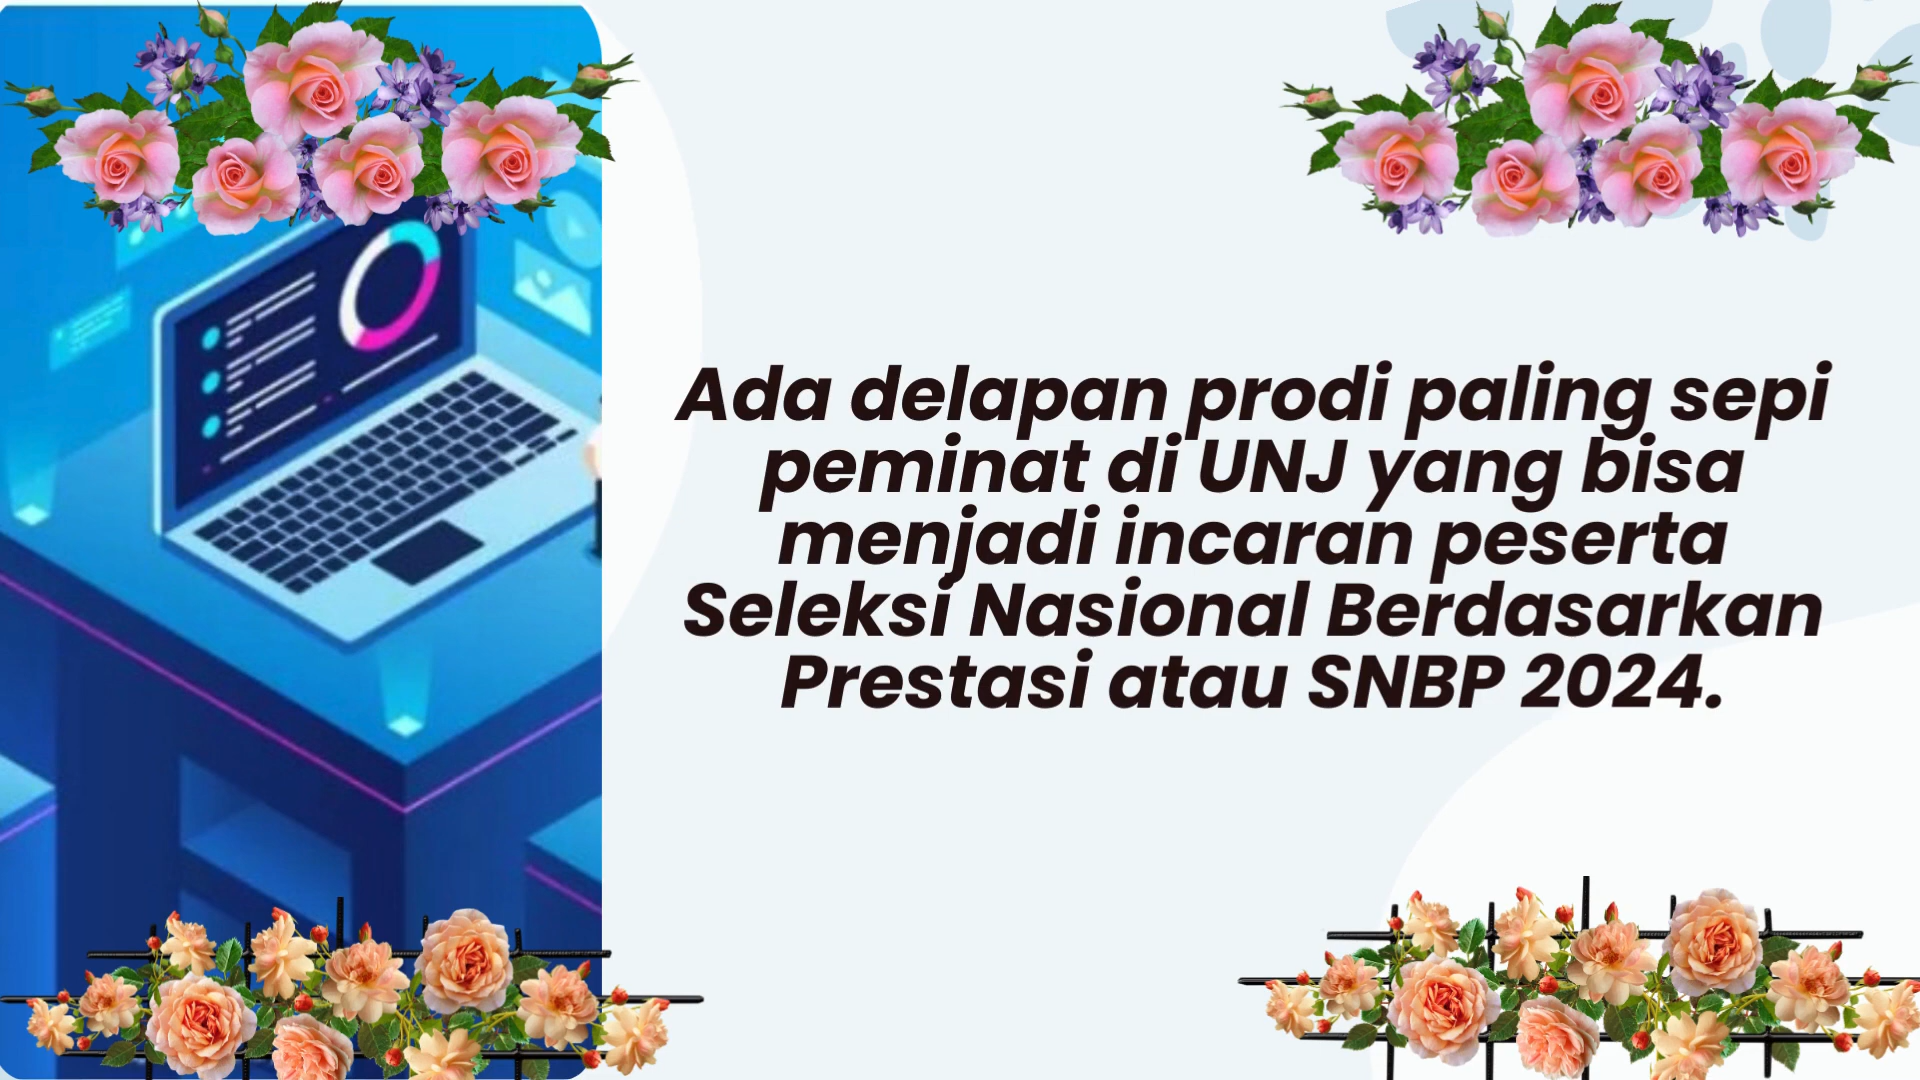 Ada delapan prodi paling sepi
peminat di UNJ yang bisa
menjadi incaran peserta
Seleksi Nasional Berdasarkan
Prestasi atau SNBP 2024.